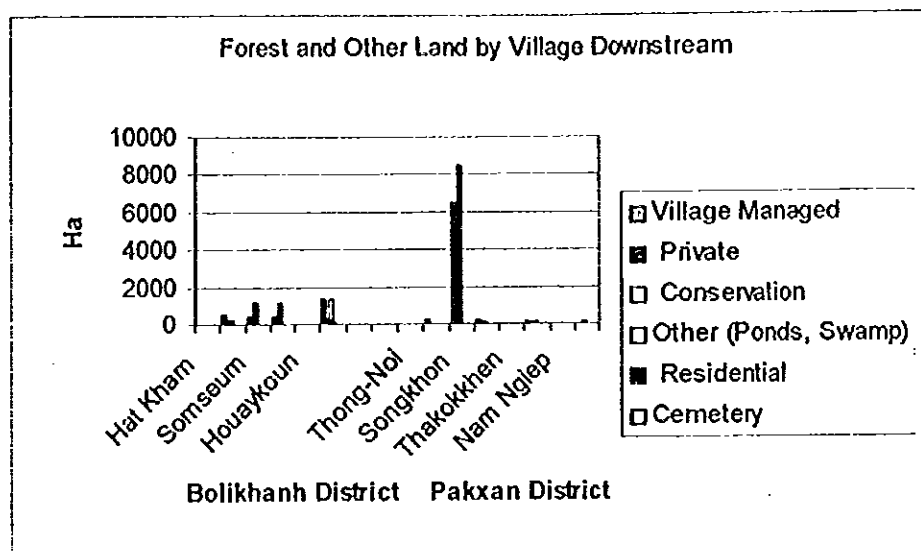 Forest and Other Land by Village Downstream
10000
8000
6000
4000
2000
0
Ha
Hat Kham
Somseum
Houaykoun
Thong-Noi
Songkhon
Thakokkhen
Nam Ngiep
Village Managed
Private
Conservation
Other (Ponds, Swamp)
Residential
Cemetery
Bolikhanh District Pakxan District